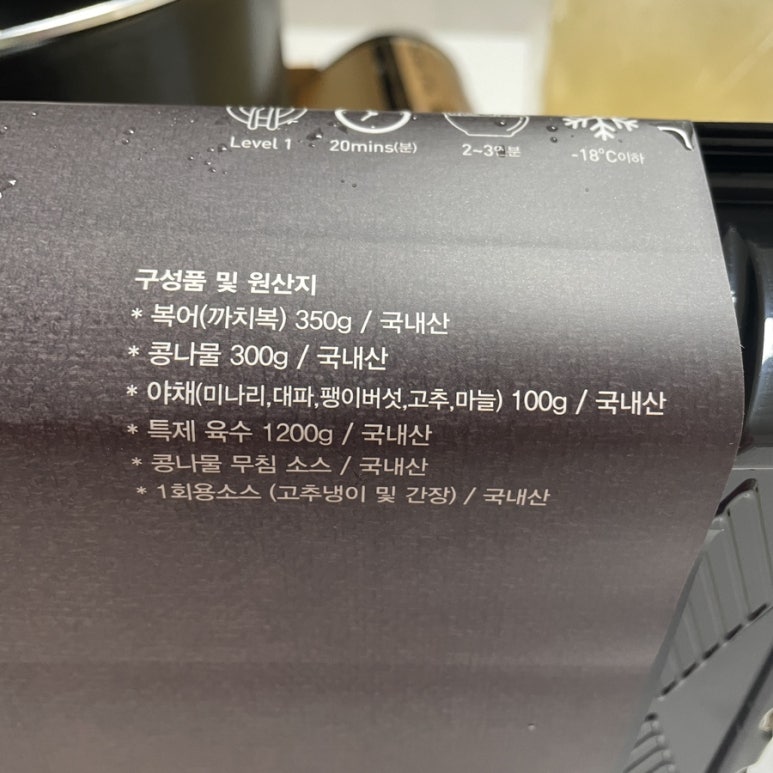 Level 1 20mins(분) 2~3인분 -18°C이하
구성품 및 원산지
* 복어(까치복) 350g / 국내산
* 콩나물 300g / 국내산
* 야채(미나리,대파,팽이버섯,고추,마늘) 100g / 국내산
* 특제 육수 1200g / 국내산
* 콩나물 무침 소스 / 국내산
* 1회용소스 (고추냉이 및 간장) / 국내산